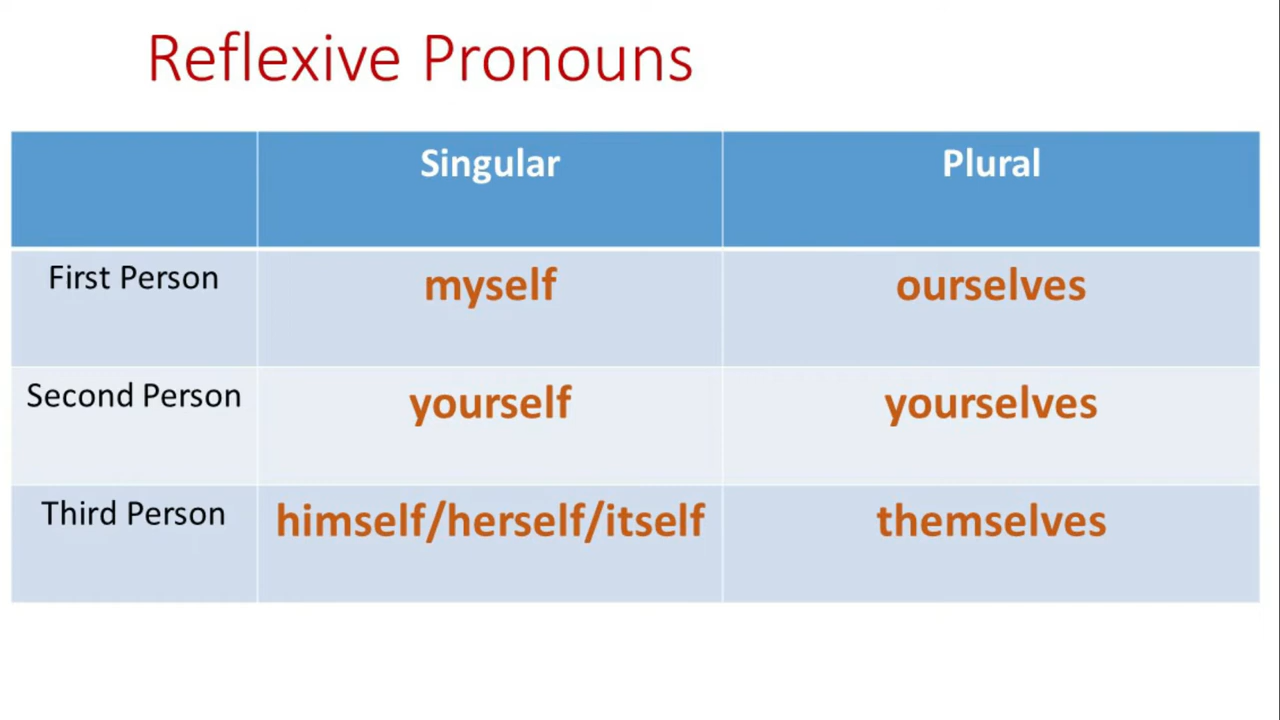 Reflexive Pronouns
Singular Plural
First Person myself ourselves
Second Person yourself yourselves
Third Person himself/herself/itself themselves